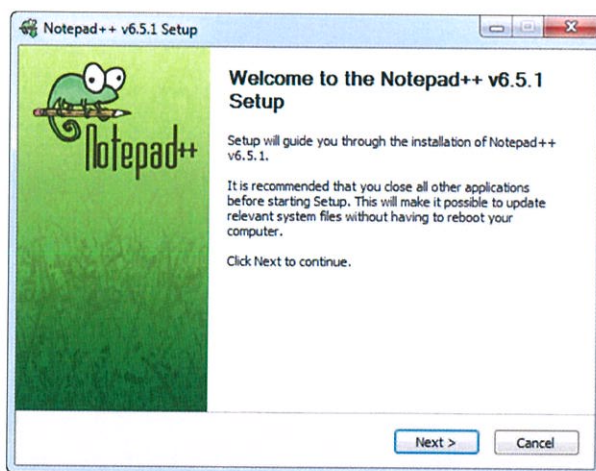 Notepad++ v6.5.1 Setup
Notepad++
Welcome to the Notepad++ v6.5.1
Setup
Setup will guide you through the installation of Notepad++
v6.5.1.
It is recommended that you close all other applications
before starting Setup. This will make it possible to update
relevant system files without having to reboot your
computer.
Click Next to continue.
Next >
Cancel